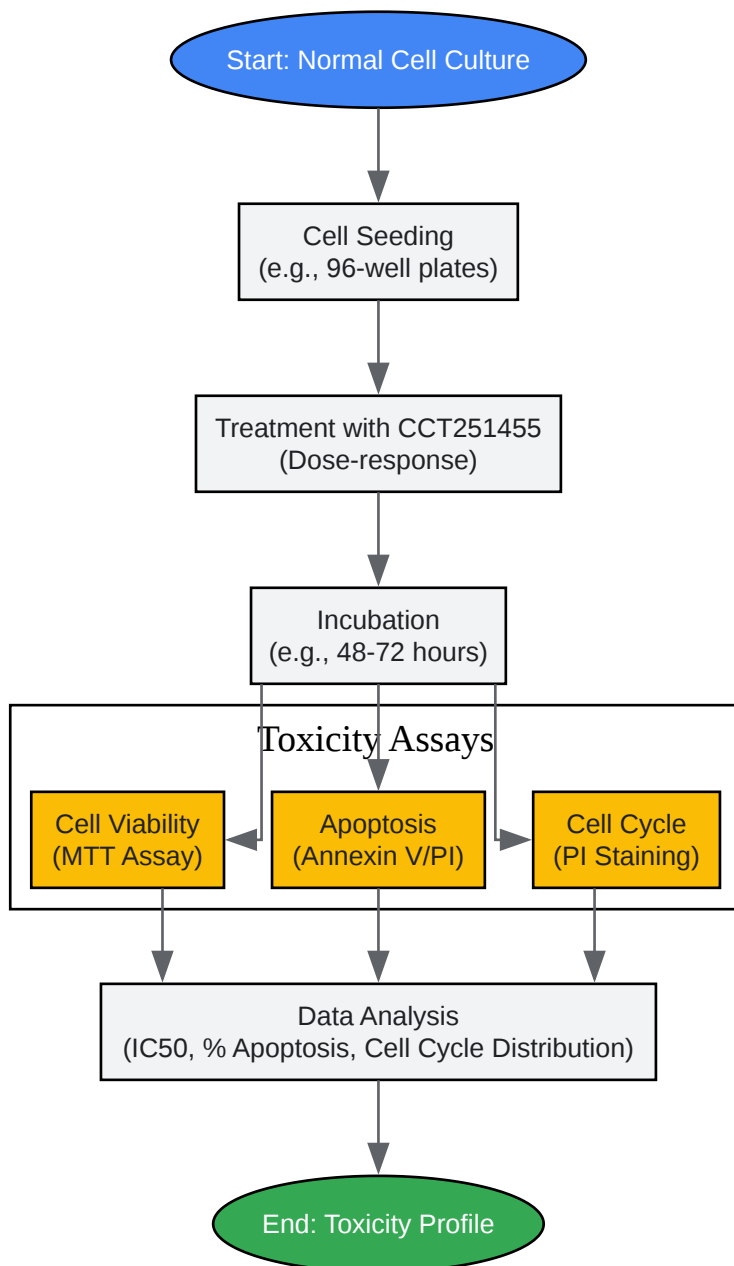 Start: Normal Cell Culture
Cell Seeding
(e.g., 96-well plates)
Treatment with CCT251455
(Dose-response)
Incubation
(e.g., 48-72 hours)
Toxicity Assays
Cell Viability
(MTT Assay)
Apoptosis
(Annexin V/PI)
Cell Cycle
(PI Staining)
Data Analysis
(IC50, % Apoptosis, Cell Cycle Distribution)
End: Toxicity Profile